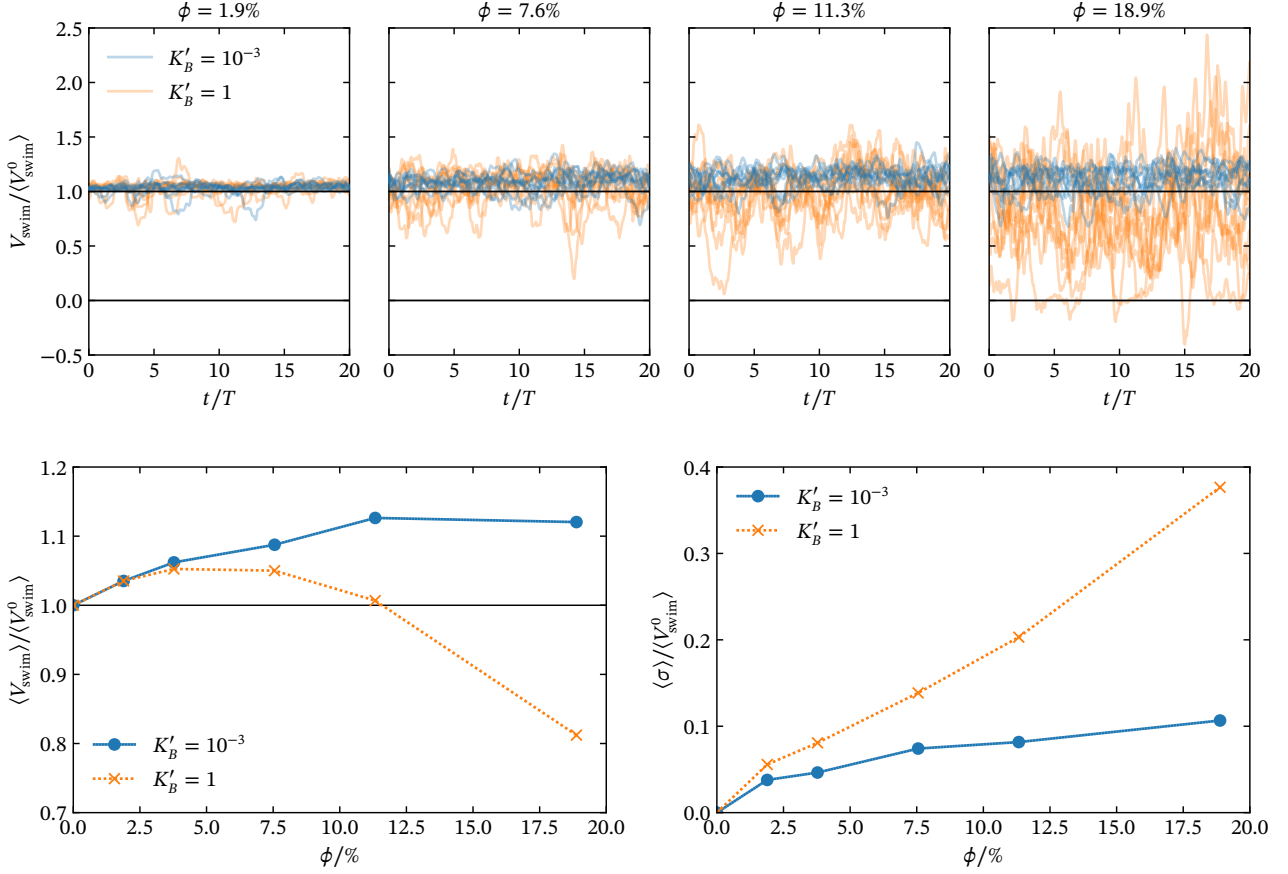 ϕ = 1.9%
ϕ = 7.6%
ϕ = 11.3%
ϕ = 18.9%
2.5
2.0
1.5
1.0
0.5
0.0
−0.5
V_swim/⟨V⁰_swim⟩
K′_B = 10⁻³
K′_B = 1
0 5 10 15 20
0 5 10 15 20
0 5 10 15 20
0 5 10 15 20
t/T
t/T
t/T
t/T
1.2
1.1
1.0
0.9
0.8
0.7
⟨V_swim⟩/⟨V⁰_swim⟩
K′_B = 10⁻³
K′_B = 1
0.0 2.5 5.0 7.5 10.0 12.5 15.0 17.5 20.0
ϕ/%
0.4
0.3
0.2
0.1
0.0
⟨σ⟩/⟨V⁰_swim⟩
K′_B = 10⁻³
K′_B = 1
0.0 2.5 5.0 7.5 10.0 12.5 15.0 17.5 20.0
ϕ/%